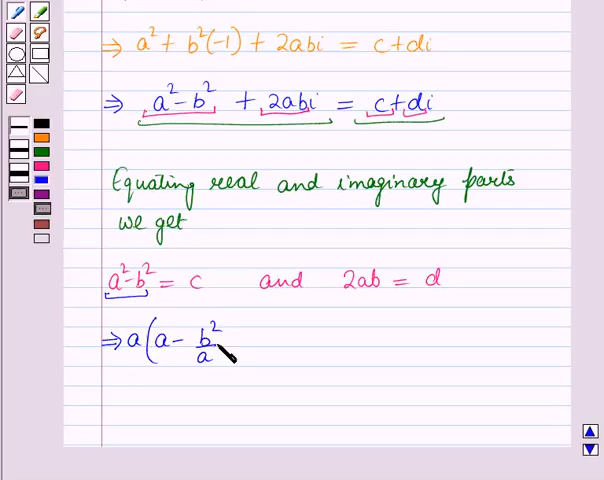 ⇒ a² + b²(-1) + 2abi = c+di
⇒ a²-b² + 2abi = c+di
Equating real and imaginary parts
we get
a²-b² = c and 2ab = d
⇒ a(a - b²/a